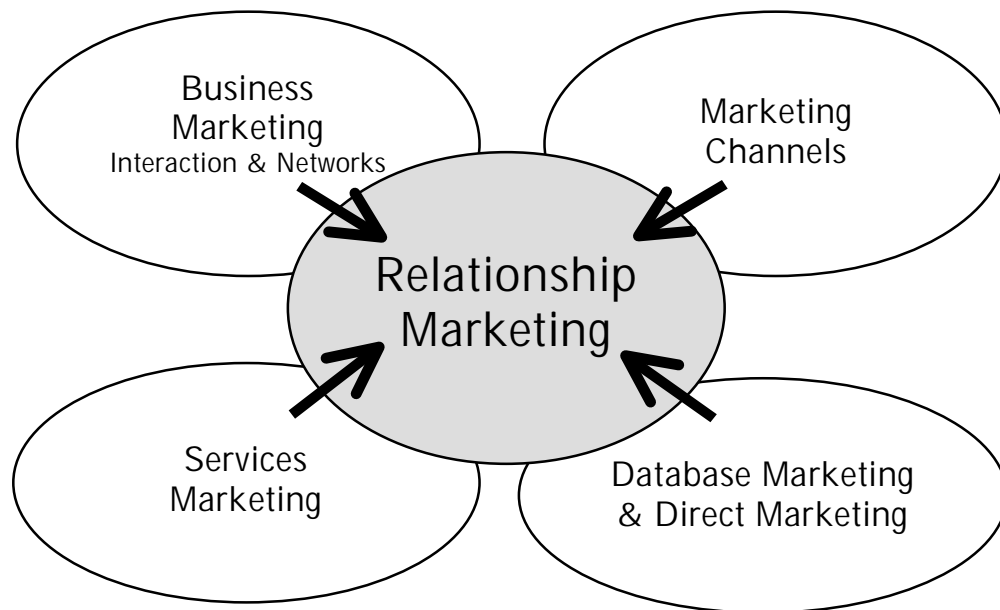 Business
Marketing
Interaction & Networks
Marketing
Channels
Relationship
Marketing
Services
Marketing
Database Marketing
& Direct Marketing